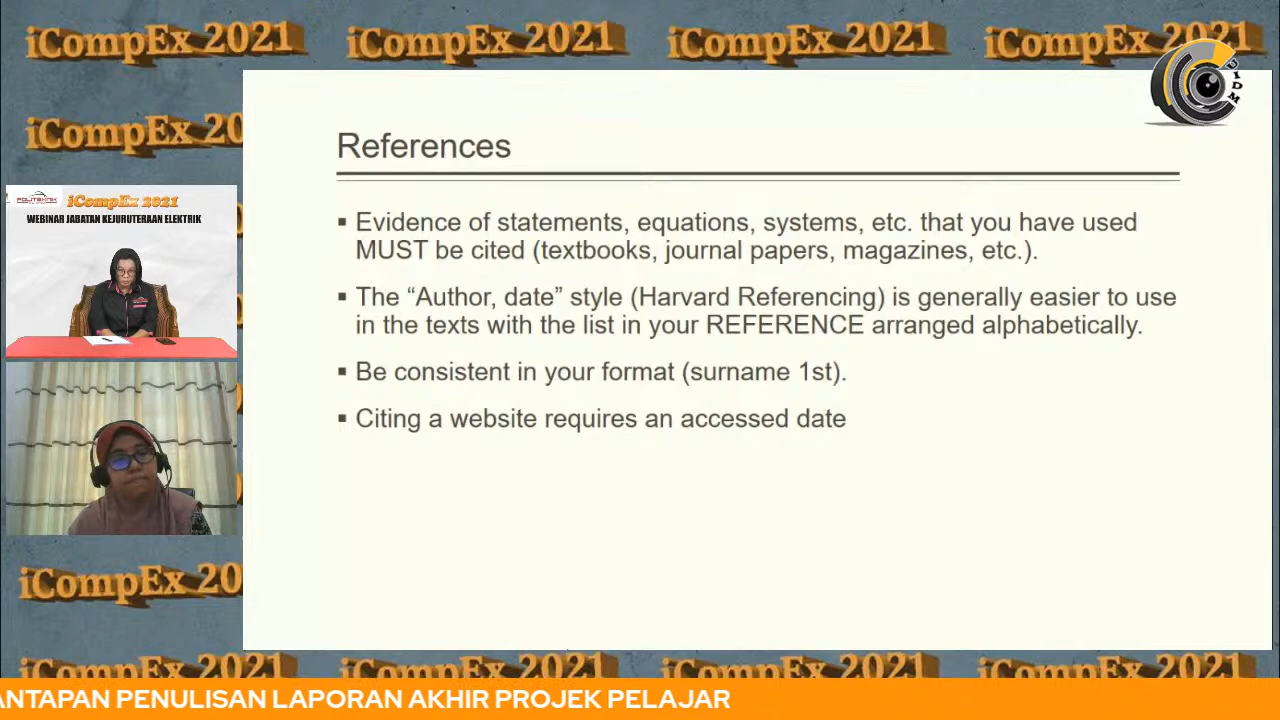 iCompEx 2021 iCompEx 2021 iCompEx 2021 iCompEx 2021
UIDM
iCompEx 20
POLITEKNIK
iCompEx 2021
WEBINAR JABATAN KEJURUTERAAN ELEKTRIK
References
▪ Evidence of statements, equations, systems, etc. that you have used
MUST be cited (textbooks, journal papers, magazines, etc.).
▪ The “Author, date” style (Harvard Referencing) is generally easier to use
in the texts with the list in your REFERENCE arranged alphabetically.
▪ Be consistent in your format (surname 1st).
▪ Citing a website requires an accessed date
iCompEx 20
iCompEx 2021 iCompEx 2021 iCompEx 2021 iCompEx 2021
ANTAPAN PENULISAN LAPORAN AKHIR PROJEK PELAJAR